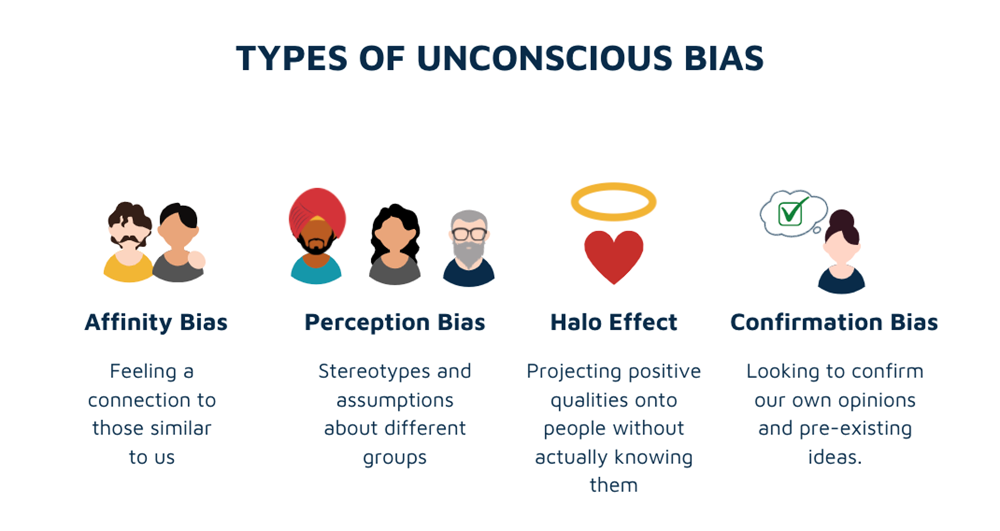 TYPES OF UNCONSCIOUS BIAS
Affinity Bias
Feeling a
connection to
those similar
to us
Perception Bias
Stereotypes and
assumptions
about different
groups
Halo Effect
Projecting positive
qualities onto
people without
actually knowing
them
Confirmation Bias
Looking to confirm
our own opinions
and pre-existing
ideas.